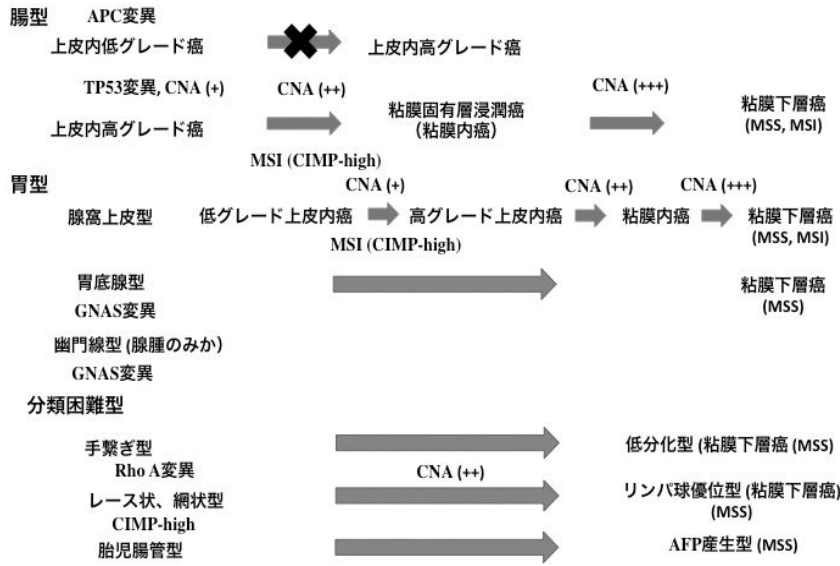 腸型
APC変異
上皮内低グレード癌
上皮内高グレード癌
TP53変異, CNA (+)
CNA (++)
CNA (+++)
上皮内高グレード癌
粘膜固有層浸潤癌
(粘膜内癌)
粘膜下層癌
(MSS, MSI)
MSI (CIMP-high)
胃型
CNA (+)
CNA (++)
CNA (+++)
腺窩上皮型
低グレード上皮内癌
高グレード上皮内癌
粘膜内癌
粘膜下層癌
(MSS, MSI)
MSI (CIMP-high)
胃底腺型
粘膜下層癌
(MSS)
GNAS変異
幽門線型 (腺腫のみか)
GNAS変異
分類困難型
手繋ぎ型
低分化型 (粘膜下層癌 (MSS)
Rho A変異
CNA (++)
レース状、網状型
リンパ球優位型 (粘膜下層癌)
(MSS)
CIMP-high
胎児腸管型
AFP産生型 (MSS)